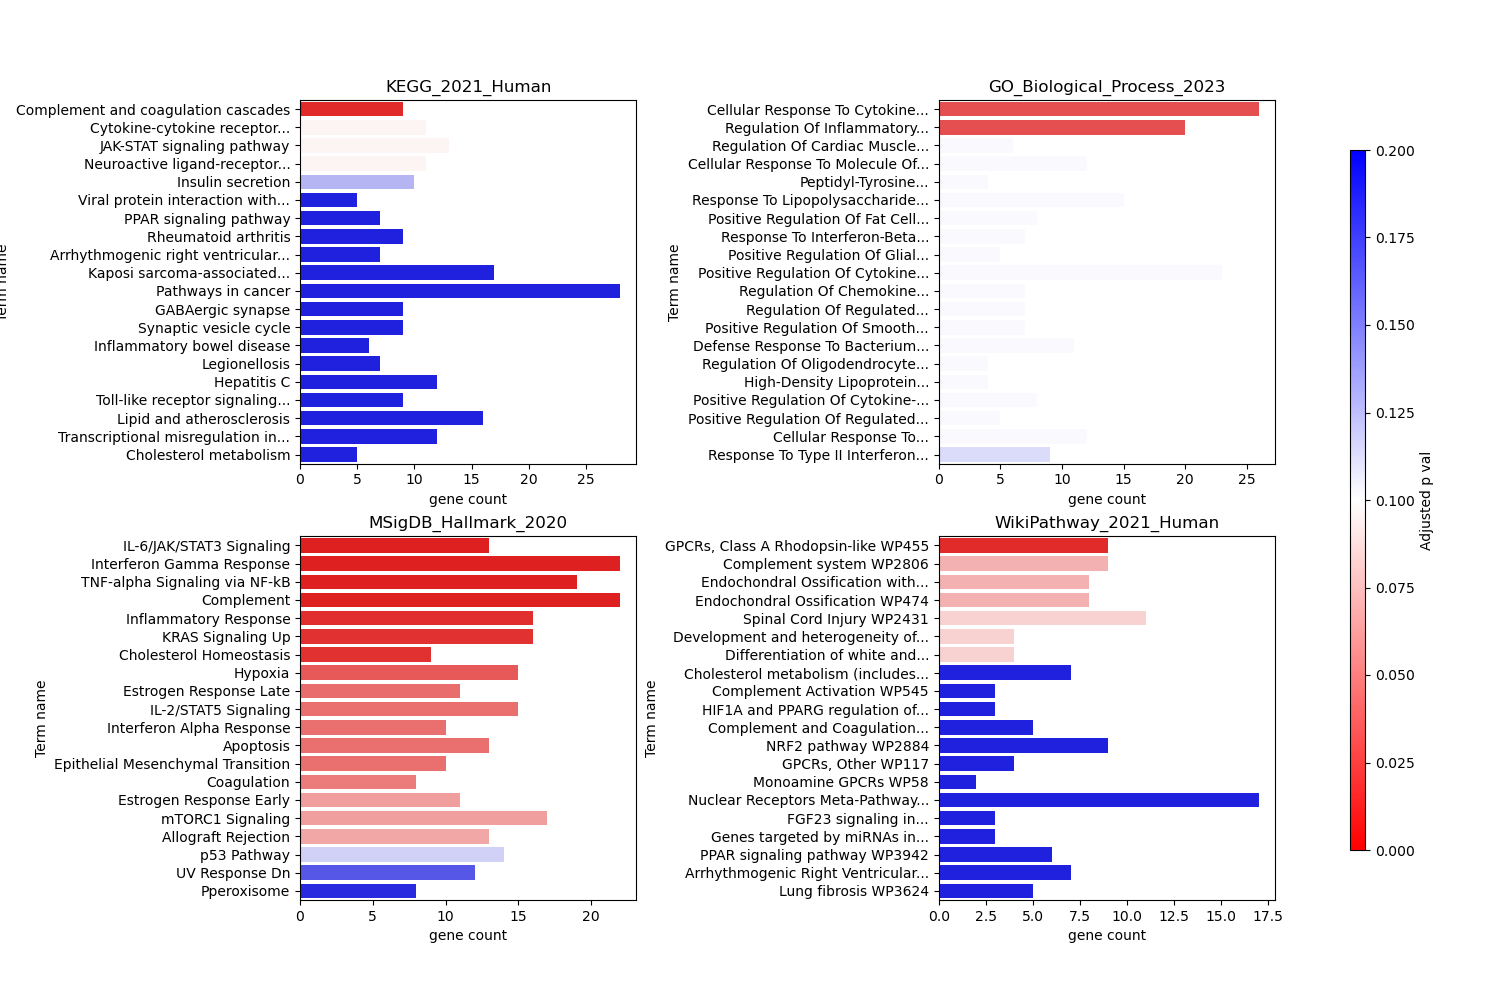 KEGG_2021_Human
Complement and coagulation cascades
Cytokine-cytokine receptor...
JAK-STAT signaling pathway
Neuroactive ligand-receptor...
Insulin secretion
Viral protein interaction with...
PPAR signaling pathway
Rheumatoid arthritis
Arrhythmogenic right ventricular...
Kaposi sarcoma-associated...
Pathways in cancer
GABAergic synapse
Synaptic vesicle cycle
Inflammatory bowel disease
Legionellosis
Hepatitis C
Toll-like receptor signaling...
Lipid and atherosclerosis
Transcriptional misregulation in...
Cholesterol metabolism
Term name
0 5 10 15 20 25
gene count
GO_Biological_Process_2023
Cellular Response To Cytokine...
Regulation Of Inflammatory...
Regulation Of Cardiac Muscle...
Cellular Response To Molecule Of...
Peptidyl-Tyrosine...
Response To Lipopolysaccharide...
Positive Regulation Of Fat Cell...
Response To Interferon-Beta...
Positive Regulation Of Glial...
Positive Regulation Of Cytokine...
Regulation Of Chemokine...
Regulation Of Regulated...
Positive Regulation Of Smooth...
Defense Response To Bacterium...
Regulation Of Oligodendrocyte...
High-Density Lipoprotein...
Positive Regulation Of Cytokine-...
Positive Regulation Of Regulated...
Cellular Response To...
Response To Type II Interferon...
Term name
0 5 10 15 20 25
gene count
MSigDB_Hallmark_2020
IL-6/JAK/STAT3 Signaling
Interferon Gamma Response
TNF-alpha Signaling via NF-kB
Complement
Inflammatory Response
KRAS Signaling Up
Cholesterol Homeostasis
Hypoxia
Estrogen Response Late
IL-2/STAT5 Signaling
Interferon Alpha Response
Apoptosis
Epithelial Mesenchymal Transition
Coagulation
Estrogen Response Early
mTORC1 Signaling
Allograft Rejection
p53 Pathway
UV Response Dn
Pperoxisome
Term name
0 5 10 15 20
gene count
WikiPathway_2021_Human
GPCRs, Class A Rhodopsin-like WP455
Complement system WP2806
Endochondral Ossification with...
Endochondral Ossification WP474
Spinal Cord Injury WP2431
Development and heterogeneity of...
Differentiation of white and...
Cholesterol metabolism (includes...
Complement Activation WP545
HIF1A and PPARG regulation of...
Complement and Coagulation...
NRF2 pathway WP2884
GPCRs, Other WP117
Monoamine GPCRs WP58
Nuclear Receptors Meta-Pathway...
FGF23 signaling in...
Genes targeted by miRNAs in...
PPAR signaling pathway WP3942
Arrhythmogenic Right Ventricular...
Lung fibrosis WP3624
Term name
0.0 2.5 5.0 7.5 10.0 12.5 15.0 17.5
gene count
0.200
0.175
0.150
0.125
0.100
0.075
0.050
0.025
0.000
Adjusted p val